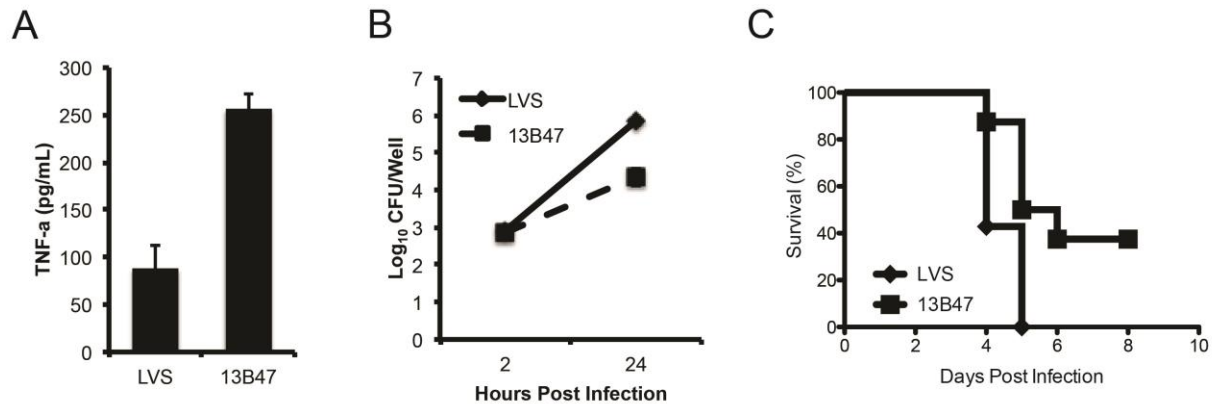 A
300
250
200
150
100
50
0
TNF-a (pg/mL)
LVS
13B47
B
7
6
5
4
3
2
1
0
Log10 CFU/Well
LVS
13B47
2
24
Hours Post Infection
C
100
80
60
40
20
0
Survival (%)
LVS
13B47
0
2
4
6
8
10
Days Post Infection